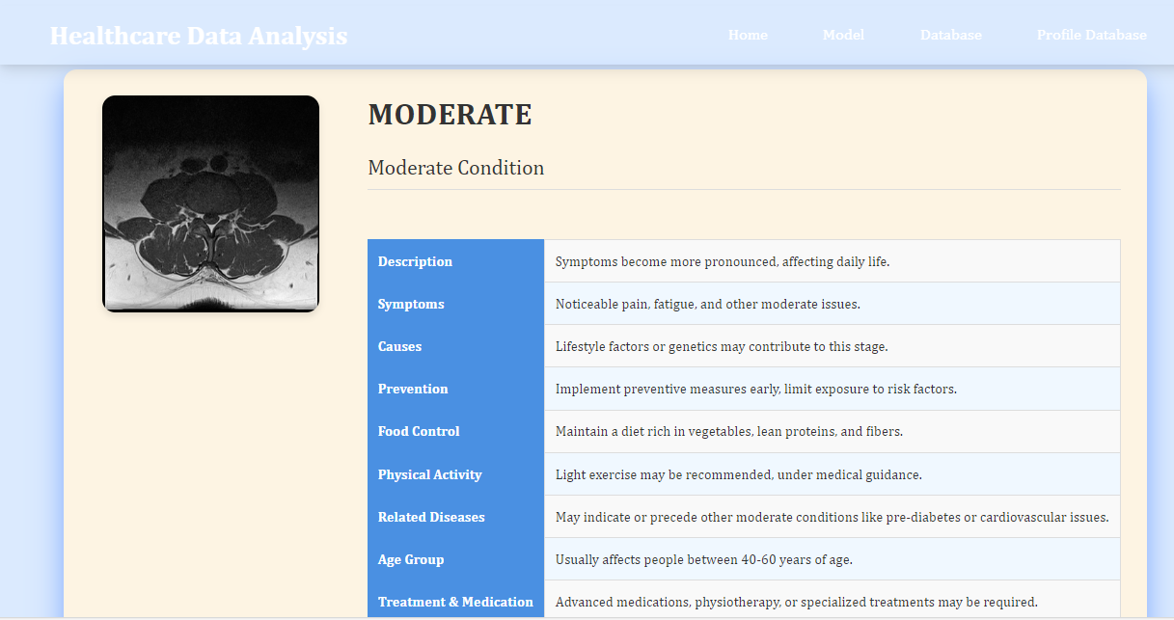 Healthcare Data Analysis
Home Model Database Profile Database
MODERATE
Moderate Condition
Description Symptoms become more pronounced, affecting daily life.
Symptoms Noticeable pain, fatigue, and other moderate issues.
Causes Lifestyle factors or genetics may contribute to this stage.
Prevention Implement preventive measures early, limit exposure to risk factors.
Food Control Maintain a diet rich in vegetables, lean proteins, and fibers.
Physical Activity Light exercise may be recommended, under medical guidance.
Related Diseases May indicate or precede other moderate conditions like pre-diabetes or cardiovascular issues.
Age Group Usually affects people between 40-60 years of age.
Treatment & Medication Advanced medications, physiotherapy, or specialized treatments may be required.